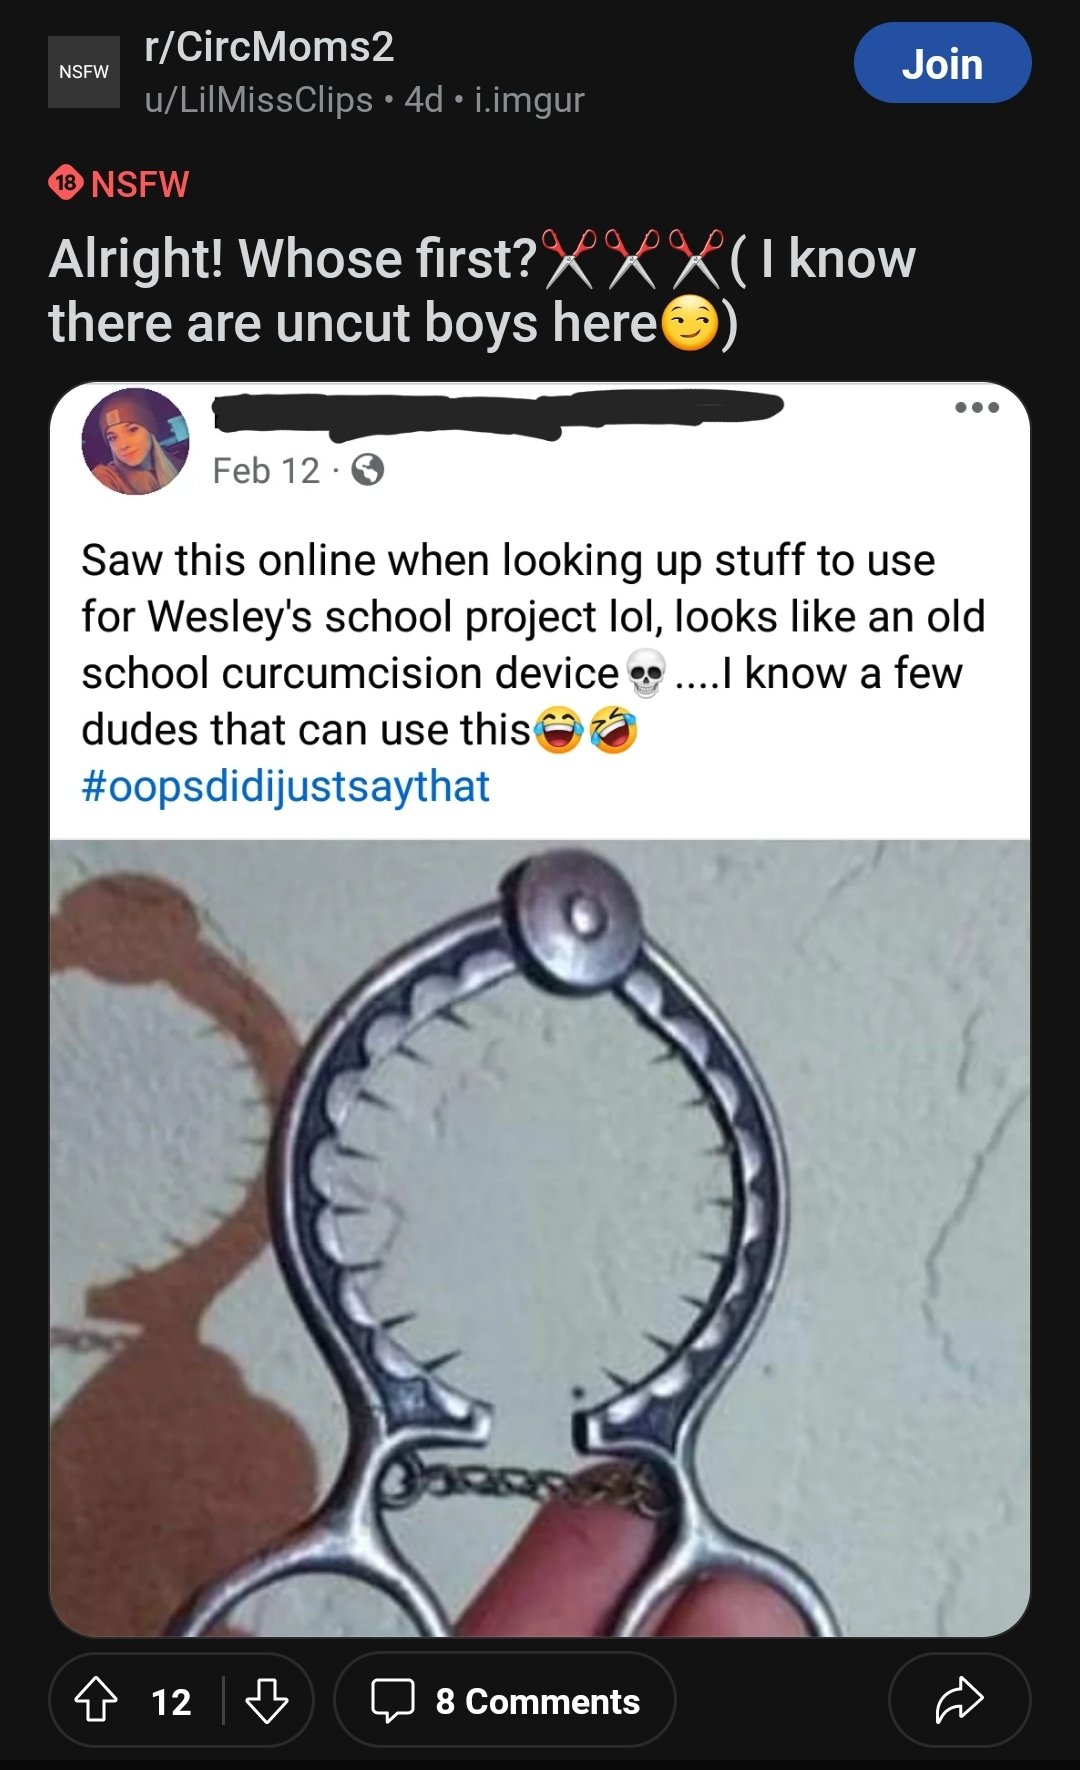 NSFW
r/CircMoms2
u/LilMissClips • 4d • i.imgur
Join
18 NSFW
Alright! Whose first?✂️✂️✂️( I know
there are uncut boys here😏)
Feb 12 ·
Saw this online when looking up stuff to use
for Wesley's school project lol, looks like an old
school curcumcision device💀....I know a few
dudes that can use this😂🤣
#oopsdidijustsaythat
12
8 Comments